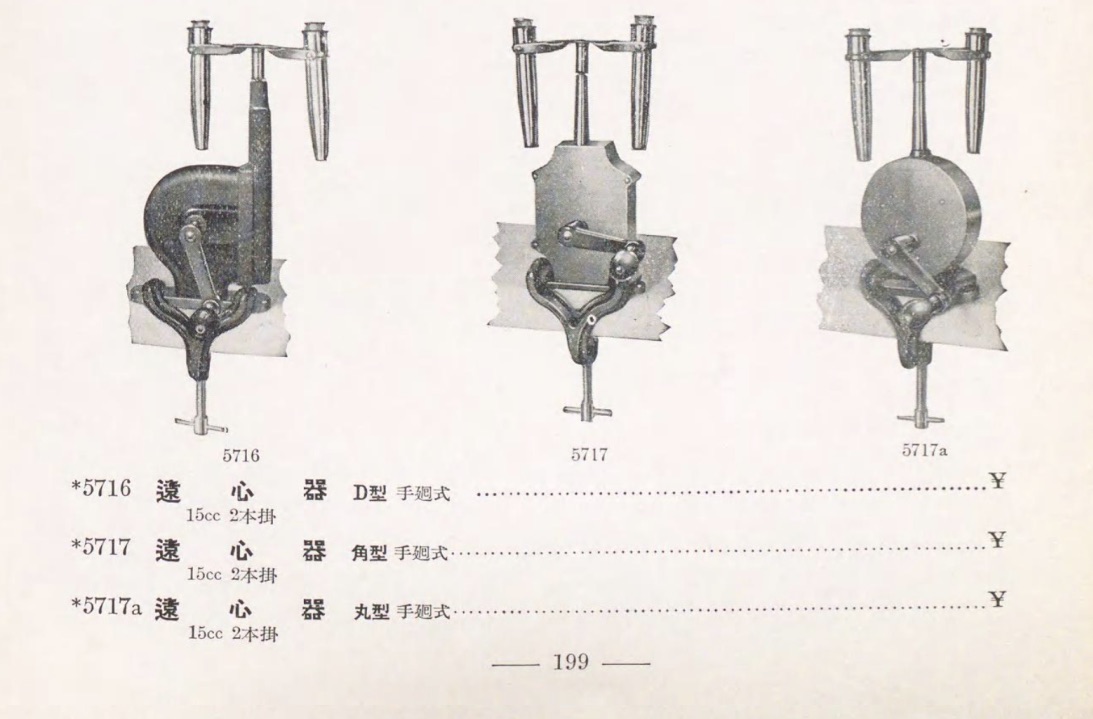 5716
5717
5717a
*5716 遠心器 D型 手廻式 ¥
15cc 2本掛
*5717 遠心器 角型 手廻式 ¥
15cc 2本掛
*5717a 遠心器 丸型 手廻式 ¥
15cc 2本掛
199